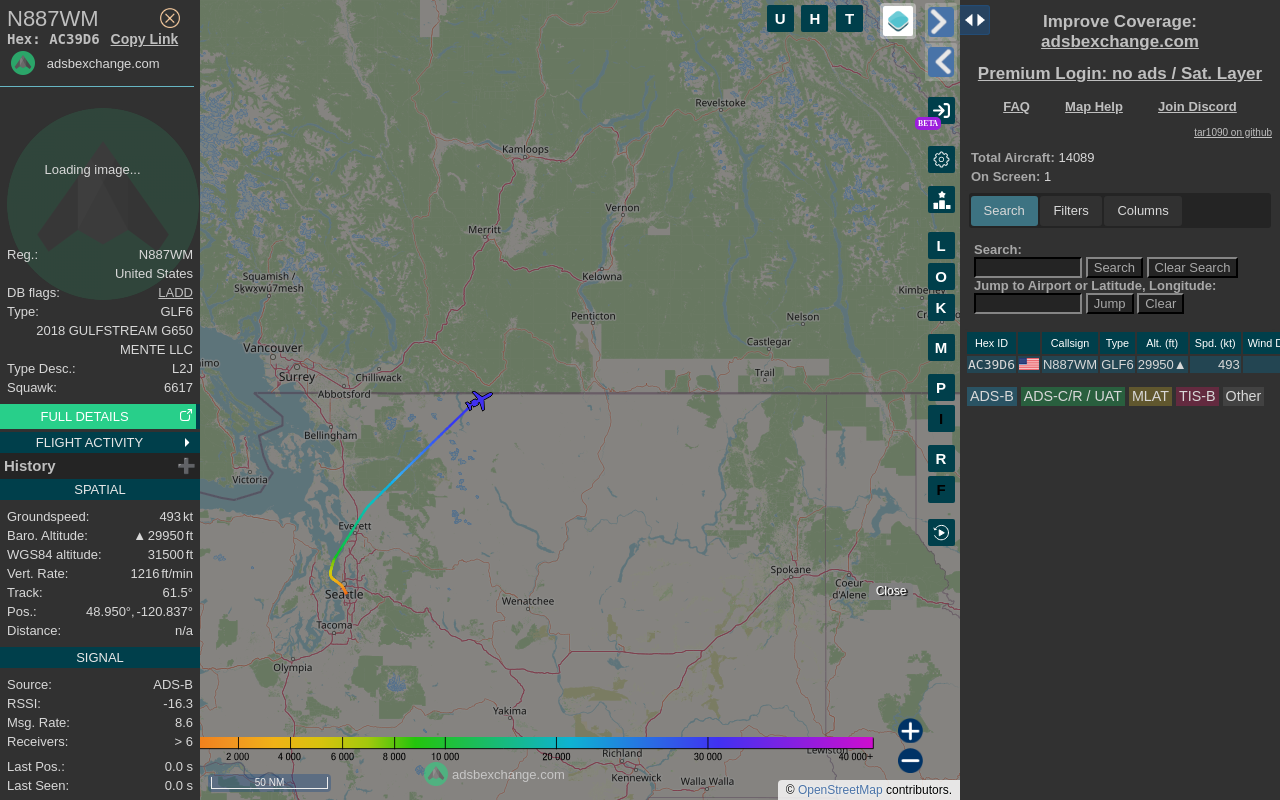 N887WM
Hex: AC39D6 Copy Link
adsbexchange.com
Loading image...
Reg.: N887WM
United States
DB flags: LADD
Type: GLF6
2018 GULFSTREAM G650
MENTE LLC
Type Desc.: L2J
Squawk: 6617
FULL DETAILS
FLIGHT ACTIVITY
History
SPATIAL
Groundspeed: 493 kt
Baro. Altitude: ▲ 29950 ft
WGS84 altitude: 31500 ft
Vert. Rate: 1216 ft/min
Track: 61.5°
Pos.: 48.950°, -120.837°
Distance: n/a
SIGNAL
Source: ADS-B
RSSI: -16.3
Msg. Rate: 8.6
Receivers: > 6
Last Pos.: 0.0 s
Last Seen: 0.0 s
U H T
BETA
L
O
K
M
P
I
R
F
Revelstoke
Kamloops
Vernon
Merritt
Kelowna
Squamish /
Sḵwx̱wú7mesh
Penticton
Nelson
Castlegar
Trail
Vancouver
Surrey
Chilliwack
Abbotsford
Bellingham
Victoria
Everett
Seattle
Spokane
Coeur
d'Alene
Close
Wenatchee
Tacoma
Olympia
Yakima
Richland
Kennewick
Walla Walla
Lewiston
2 000 4 000 6 000 8 000 10 000 20 000 30 000 40 000+
50 NM
adsbexchange.com
© OpenStreetMap contributors.
Improve Coverage:
adsbexchange.com
Premium Login: no ads / Sat. Layer
FAQ Map Help Join Discord
tar1090 on github
Total Aircraft: 14089
On Screen: 1
Search Filters Columns
Search:
Search Clear Search
Jump to Airport or Latitude, Longitude:
Jump Clear
Hex ID Callsign Type Alt. (ft) Spd. (kt) Wind D
AC39D6 N887WM GLF6 29950▲ 493
ADS-B ADS-C/R / UAT MLAT TIS-B Other